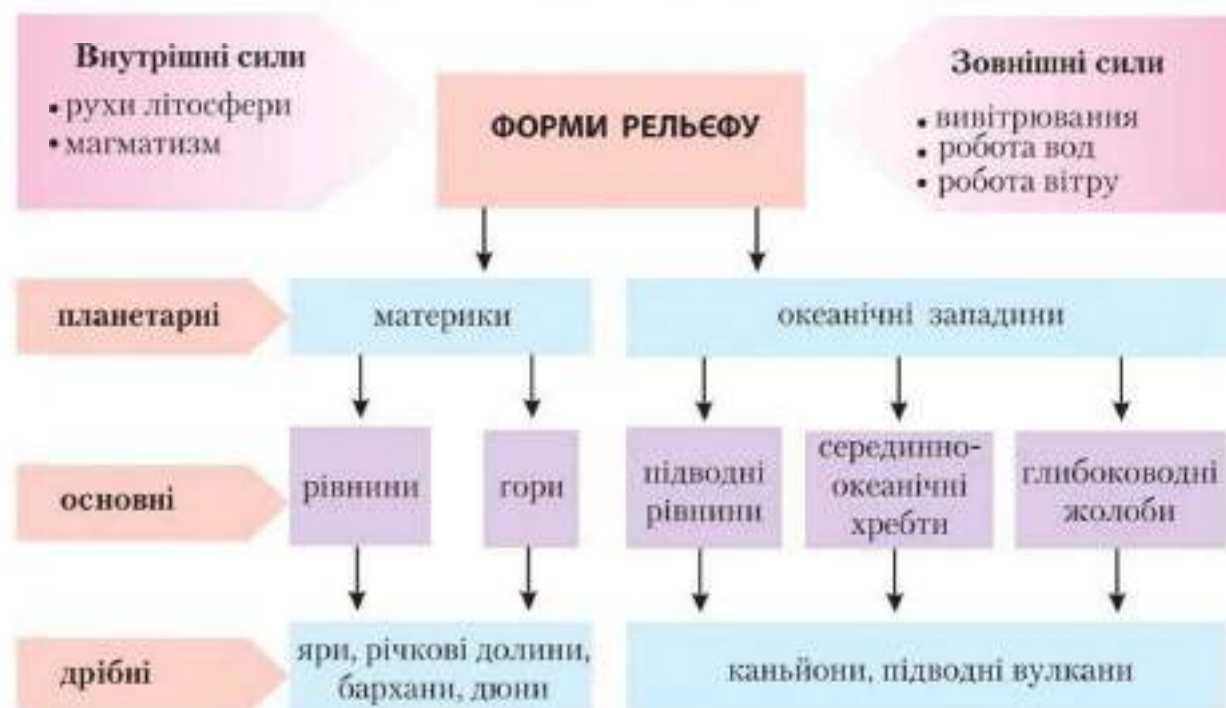 Внутрішні сили
• рухи літосфери
• магматизм
ФОРМИ РЕЛЬЄФУ
Зовнішні сили
• вивітрювання
• робота вод
• робота вітру
планетарні
материки
океанічні западини
основні
рівнини
гори
підводні
рівнини
серединно-
океанічні
хребти
глибоководні
жолоби
дрібні
яри, річкові долини,
бархани, дюни
каньйони, підводні вулкани